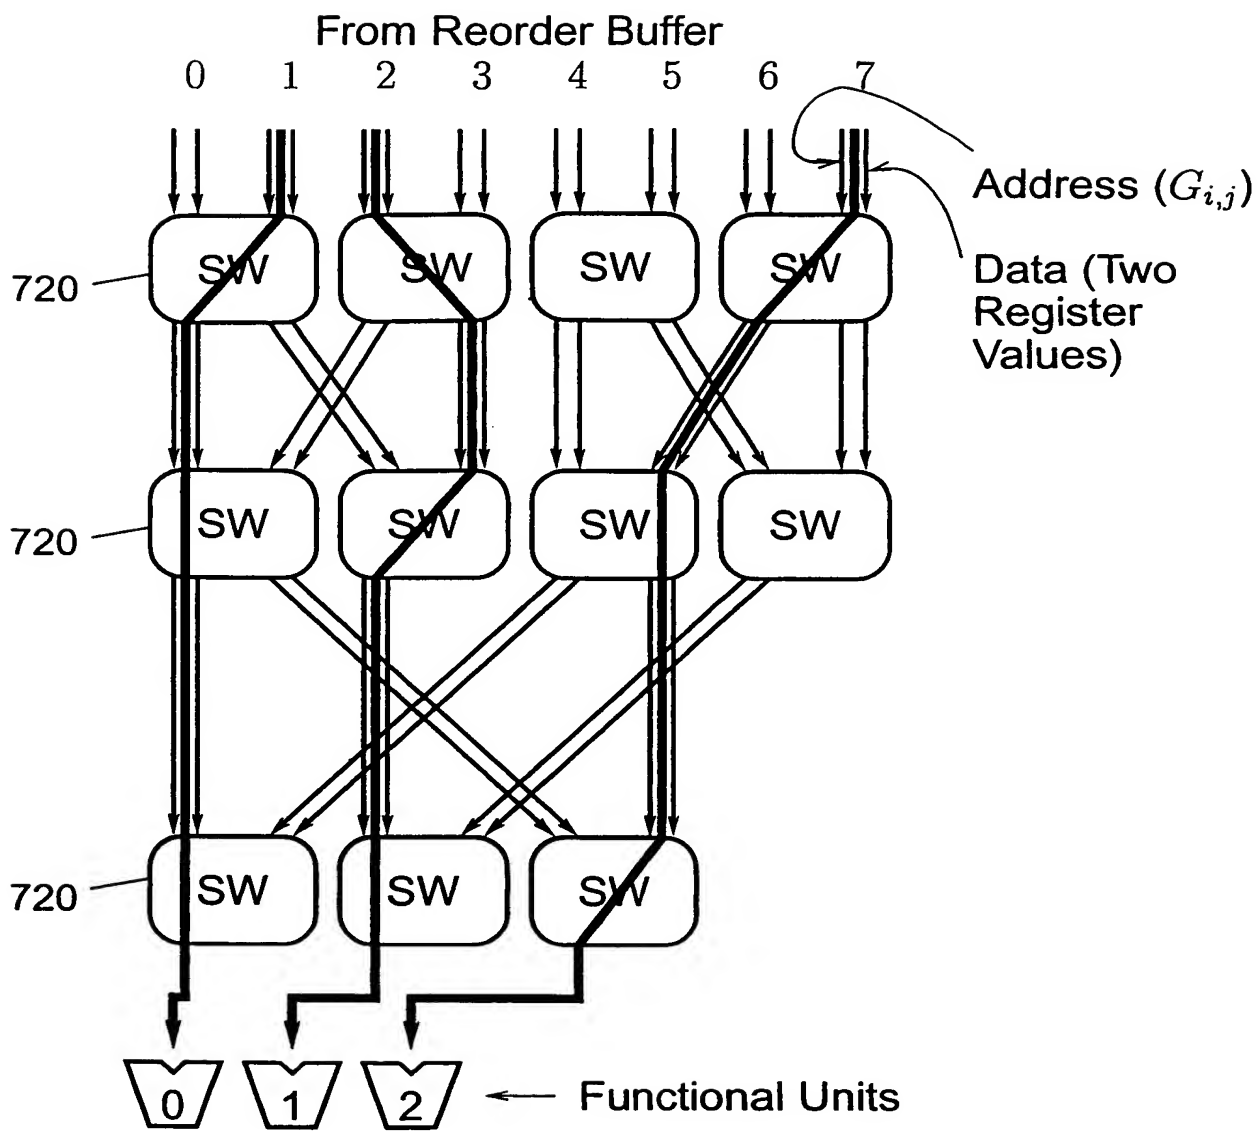 From Reorder Buffer
0 1 2 3 4 5 6 7
Address (G_{i,j})
Data (Two
Register
Values)
720 SW SW SW SW
720 SW SW SW SW
720 SW SW SW
0 1 2 Functional Units